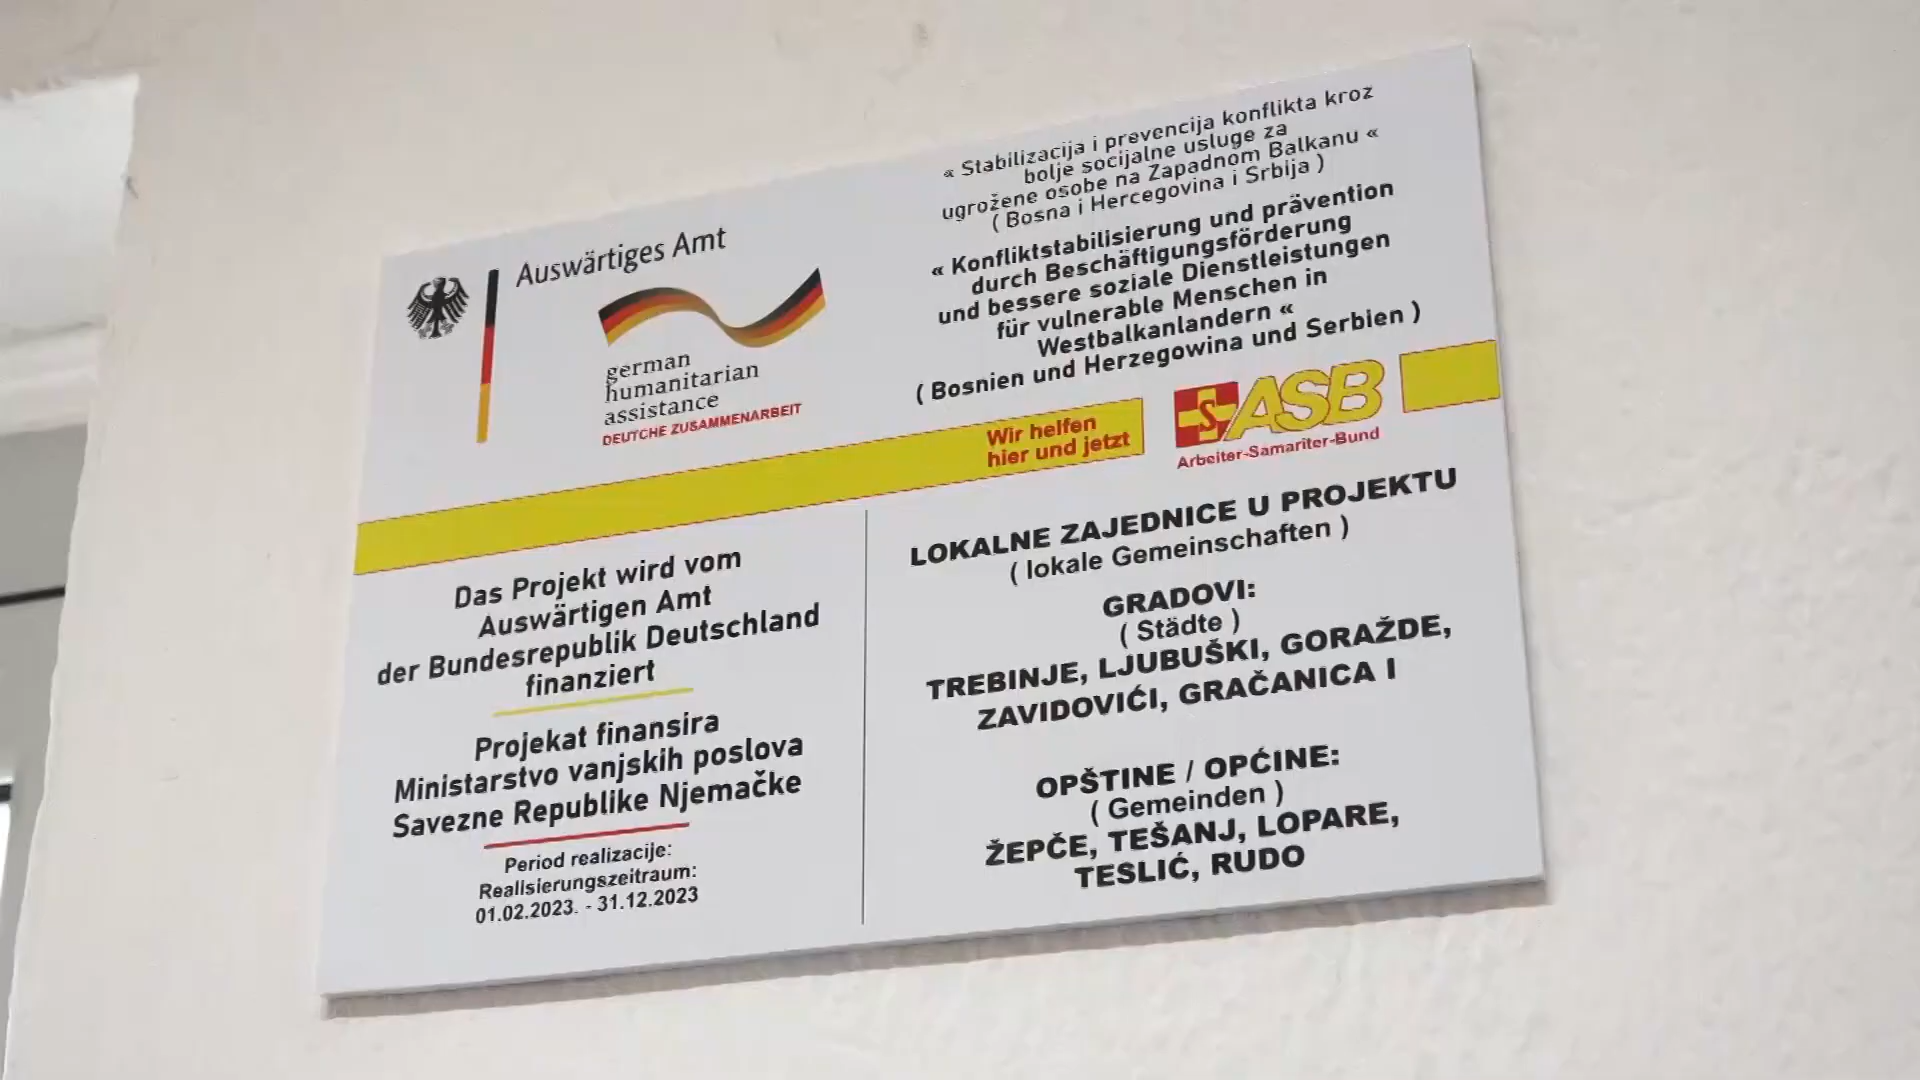 Auswärtiges Amt
german
humanitarian
assistance
DEUTCHE ZUSAMMENARBEIT
« Stabilizacija i prevencija konflikta kroz
bolje socijalne usluge za
ugrožene osobe na Zapadnom Balkanu «
( Bosna i Hercegovina i Srbija )
« Konfliktstabilisierung und prävention
durch Beschäftigungsförderung
und bessere soziale Dienstleistungen
für vulnerable Menschen in
Westbalkanlandern «
( Bosnien und Herzegowina und Serbien )
Wir helfen
hier und jetzt
S ASB
Arbeiter-Samariter-Bund
Das Projekt wird vom
Auswärtigen Amt
der Bundesrepublik Deutschland
finanziert
Projekat finansira
Ministarstvo vanjskih poslova
Savezne Republike Njemačke
Period realizacije:
Realisierungszeitraum:
01.02.2023. - 31.12.2023
LOKALNE ZAJEDNICE U PROJEKTU
( lokale Gemeinschaften )
GRADOVI:
( Städte )
TREBINJE, LJUBUŠKI, GORAŽDE,
ZAVIDOVIĆI, GRAČANICA I
OPŠTINE / OPĆINE:
( Gemeinden )
ŽEPČE, TEŠANJ, LOPARE,
TESLIĆ, RUDO